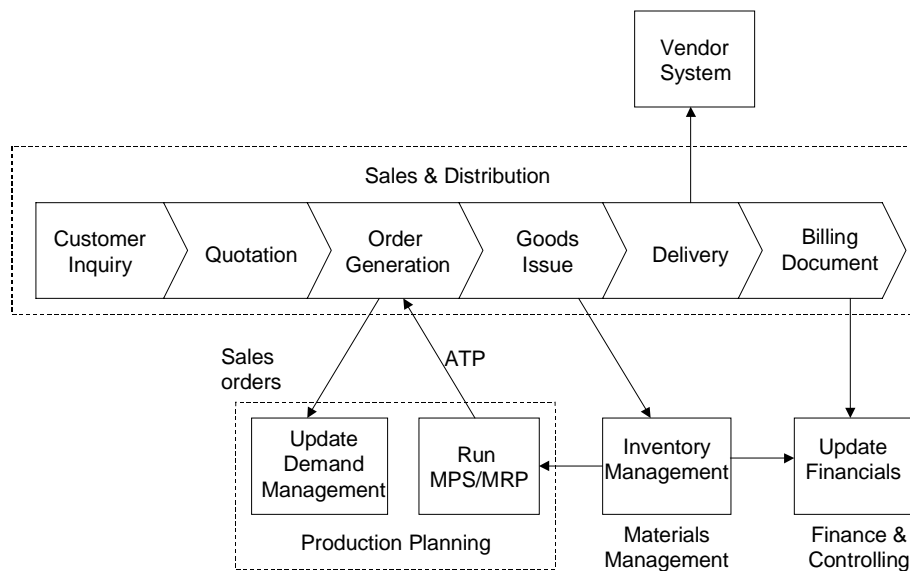 Vendor
System
Sales & Distribution
Customer
Inquiry
Quotation
Order
Generation
Goods
Issue
Delivery
Billing
Document
Sales
orders
ATP
Update
Demand
Management
Run
MPS/MRP
Inventory
Management
Update
Financials
Production Planning
Materials
Management
Finance &
Controlling